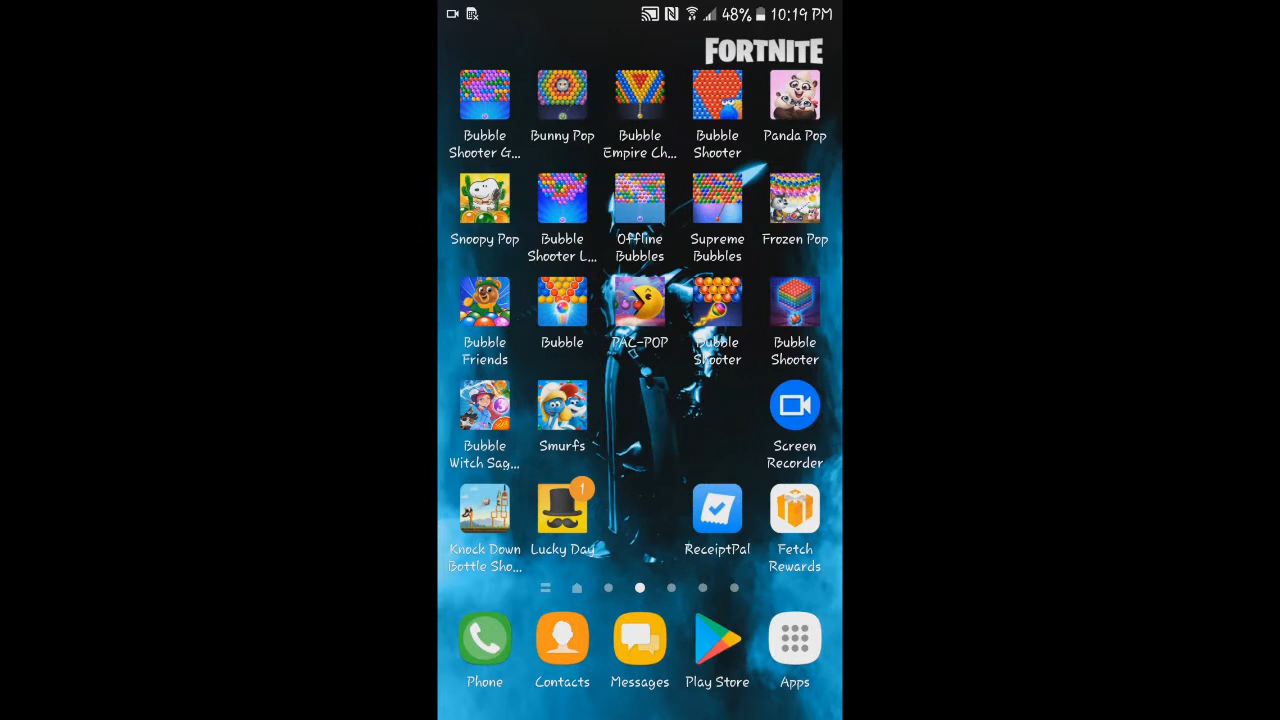 48% 10:19 PM
FORTNITE
Bubble Shooter G...
Bunny Pop
Bubble Empire Ch...
Bubble Shooter
Panda Pop
Snoopy Pop
Bubble Shooter L...
Offline Bubbles
Supreme Bubbles
Frozen Pop
Bubble Friends
Bubble
PAC-POP
Bubble Shooter
Bubble Shooter
Bubble Witch Sag...
Smurfs
Screen Recorder
1
Knock Down Bottle Sho...
Lucky Day
ReceiptPal
Fetch Rewards
Phone
Contacts
Messages
Play Store
Apps